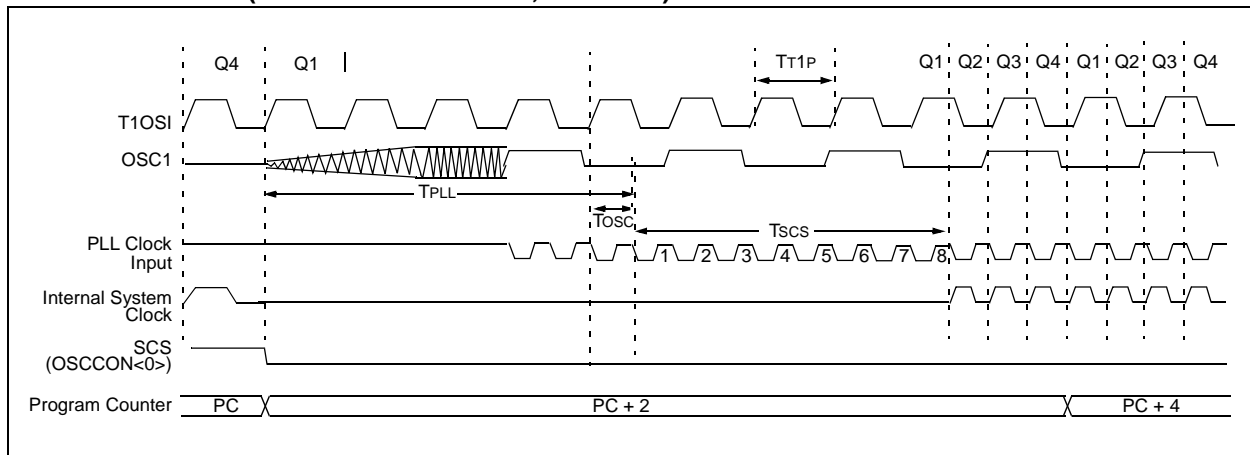 Q4 Q1 TT1P Q1 Q2 Q3 Q4 Q1 Q2 Q3 Q4
T1OSI
OSC1
TPLL
TOSC
TSCS
PLL Clock
Input
1 2 3 4 5 6 7 8
Internal System
Clock
SCS
(OSCCON<0>)
Program Counter PC PC + 2 PC + 4